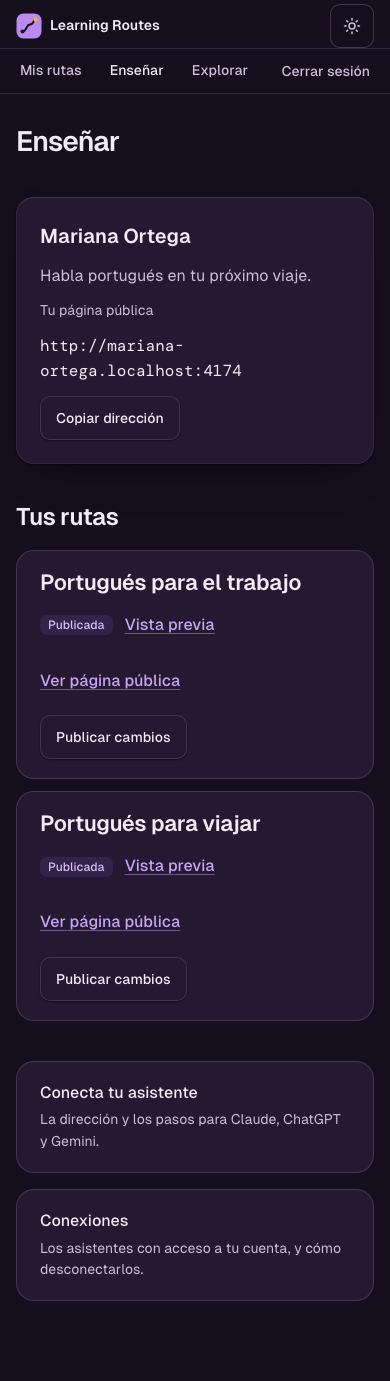 Learning Routes
Mis rutas
Enseñar
Explorar
Cerrar sesión
Enseñar
Mariana Ortega
Habla portugués en tu próximo viaje.
Tu página pública
http://mariana-
ortega.localhost:4174
Copiar dirección
Tus rutas
Portugués para el trabajo
Publicada
Vista previa
Ver página pública
Publicar cambios
Portugués para viajar
Publicada
Vista previa
Ver página pública
Publicar cambios
Conecta tu asistente
La dirección y los pasos para Claude, ChatGPT
y Gemini.
Conexiones
Los asistentes con acceso a tu cuenta, y cómo
desconectarlos.